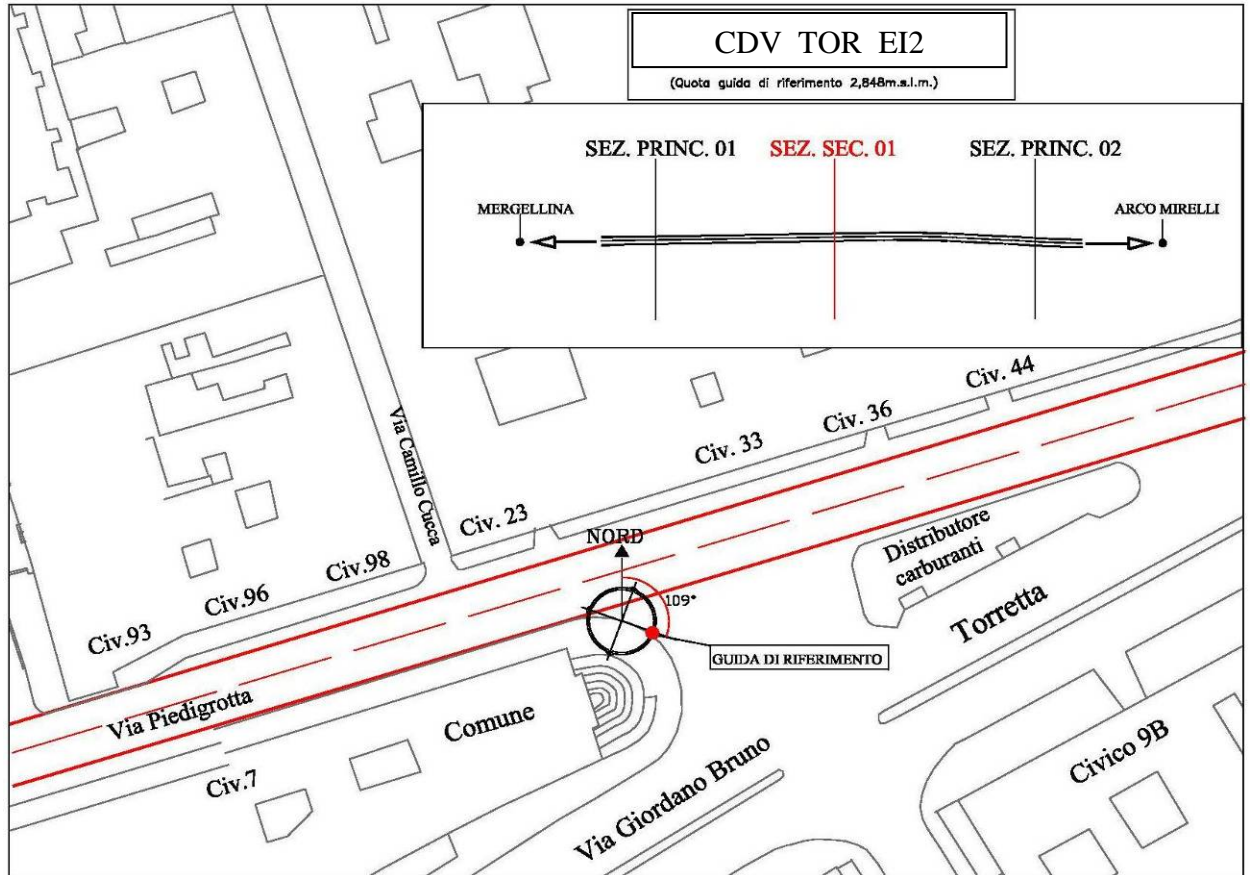 CDV TOR EI2
(Quota guida di riferimento 2,848m.s.l.m.)
SEZ. PRINC. 01
SEZ. SEC. 01
SEZ. PRINC. 02
MERGELLINA
ARCO MIRELLI
Civ. 44
Civ. 36
Civ. 33
Via Camillo Cucca
Civ. 23
NORD
Distributore
carburanti
Civ.98
Civ.96
109°
Torretta
Civ.93
GUIDA DI RIFERIMENTO
Via Piedigrotta
Comune
Civico 9B
Civ.7
Via Giordano Bruno